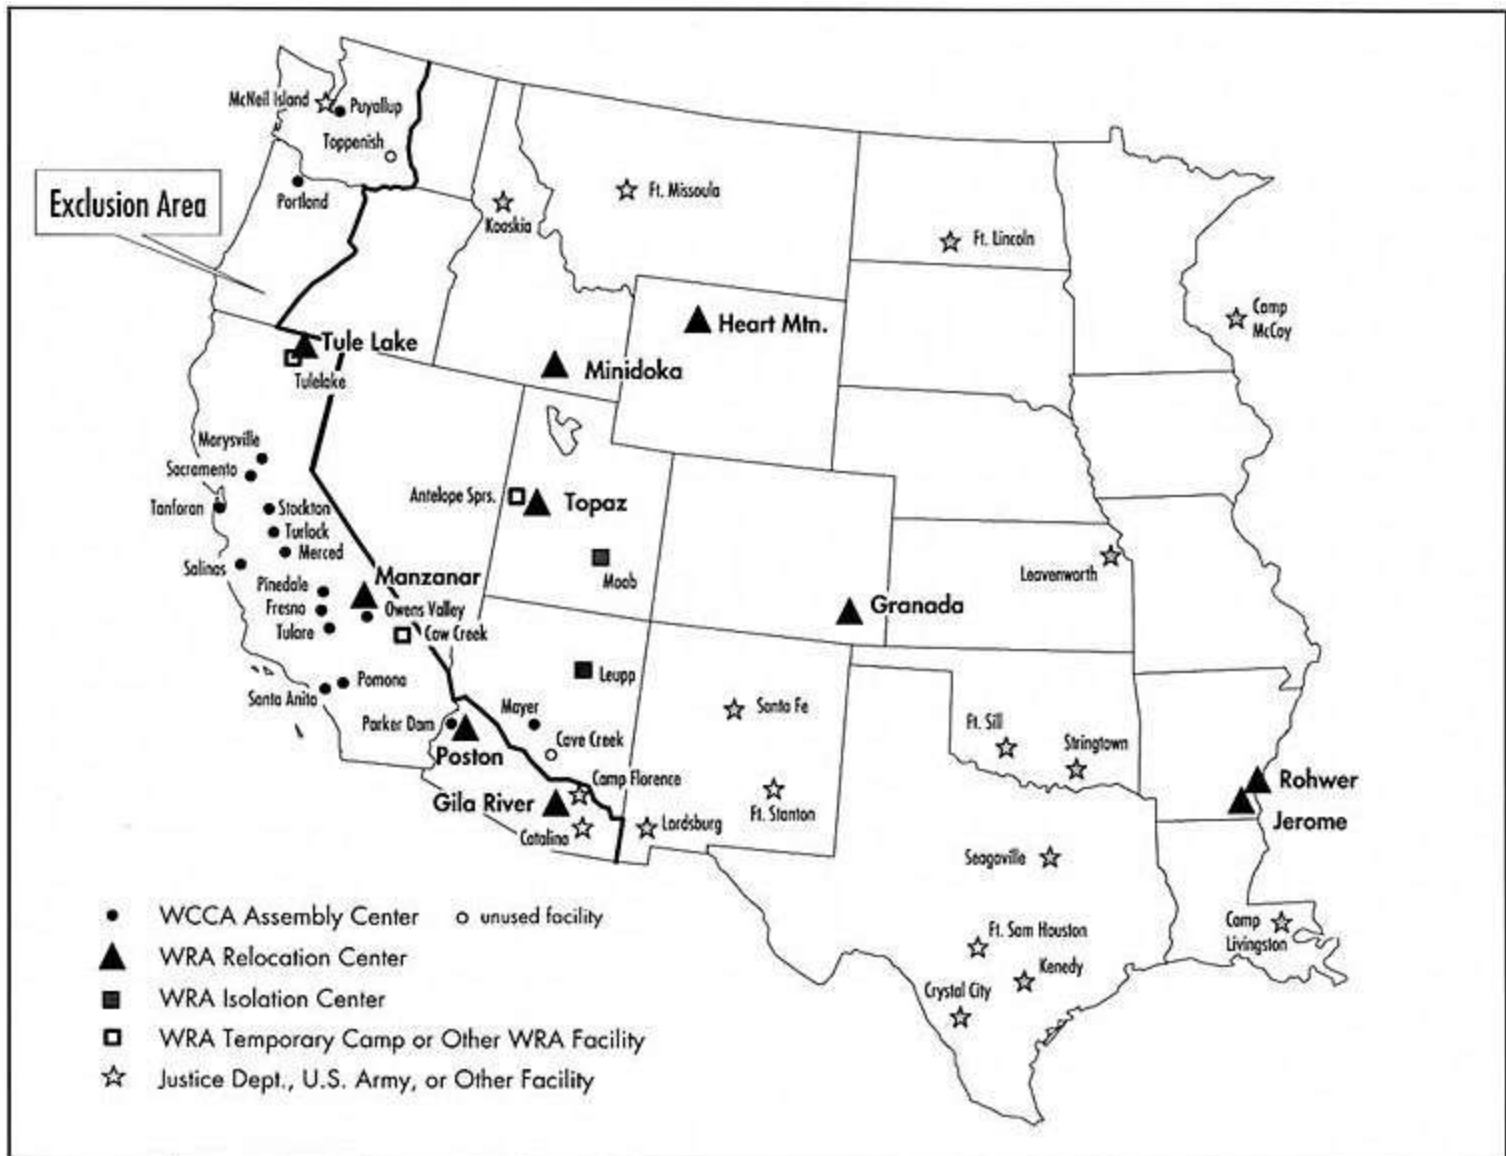 McNeil Island
Puyallup
Toppenish
Exclusion Area
Portland
Kooskia
Ft. Missoula
Ft. Lincoln
Camp
McCoy
Heart Mtn.
Tule Lake
Tulelake
Minidoka
Marysville
Sacramento
Tanforan
Stockton
Turlock
Merced
Salinas
Antelope Sprs.
Topaz
Moab
Leavenworth
Pinedale
Fresno
Tulare
Manzanar
Owens Valley
Cow Creek
Granada
Leupp
Santa Anita
Pomona
Parker Dam
Mayer
Cave Creek
Poston
Santa Fe
Ft. Sill
Stringtown
Camp Florence
Gila River
Catalina
Lordsburg
Ft. Stanton
Rohwer
Jerome
Seagoville
Ft. Sam Houston
Kenedy
Crystal City
Camp
Livingston
WCCA Assembly Center
unused facility
WRA Relocation Center
WRA Isolation Center
WRA Temporary Camp or Other WRA Facility
Justice Dept., U.S. Army, or Other Facility